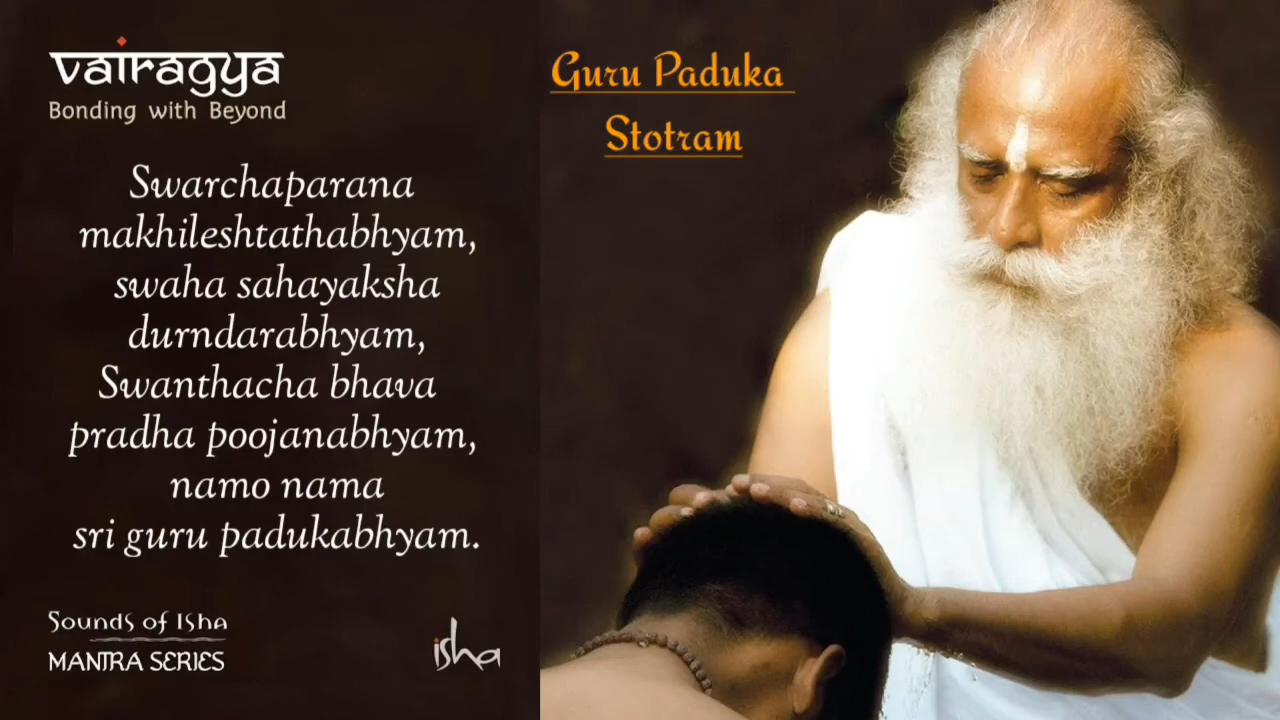 vairagya
Bonding with Beyond
Guru Paduka
Stotram
Swarchaparana
makhileshtathabhyam,
swaha sahayaksha
durndarabhyam,
Swanthacha bhava
pradha poojanabhyam,
namo nama
sri guru padukabhyam.
Sounds of Isha
MANTRA SERIES
isha